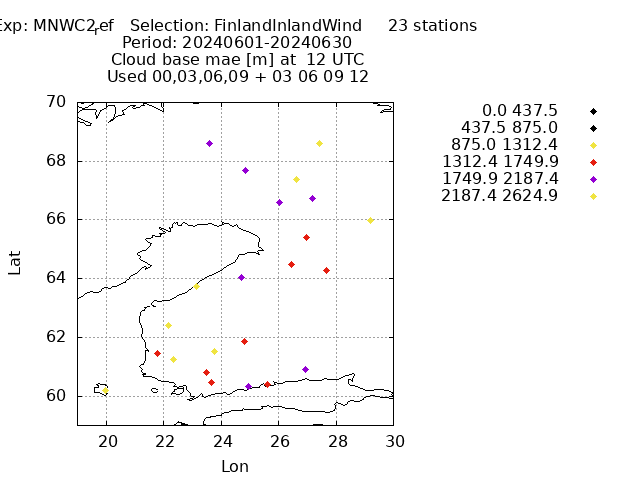 Exp: MNWC2ref   Selection: FinlandInlandWind     23 stations
Period: 20240601-20240630
Cloud base mae [m] at  12 UTC
Used 00,03,06,09 + 03 06 09 12
0.0 437.5
437.5 875.0
875.0 1312.4
1312.4 1749.9
1749.9 2187.4
2187.4 2624.9
70
68
66
64
62
60
Lat
20 22 24 26 28 30
Lon